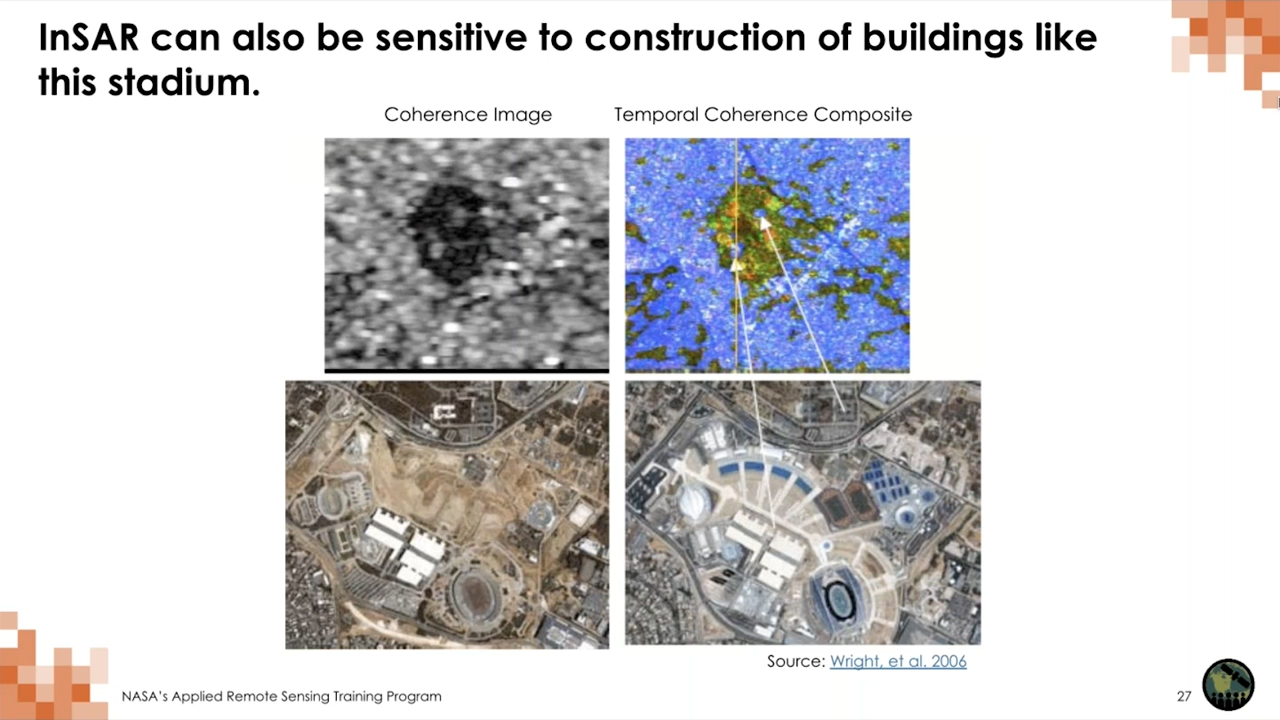 InSAR can also be sensitive to construction of buildings like
this stadium.
Coherence Image
Temporal Coherence Composite
Source: Wright, et al. 2006
NASA's Applied Remote Sensing Training Program
27